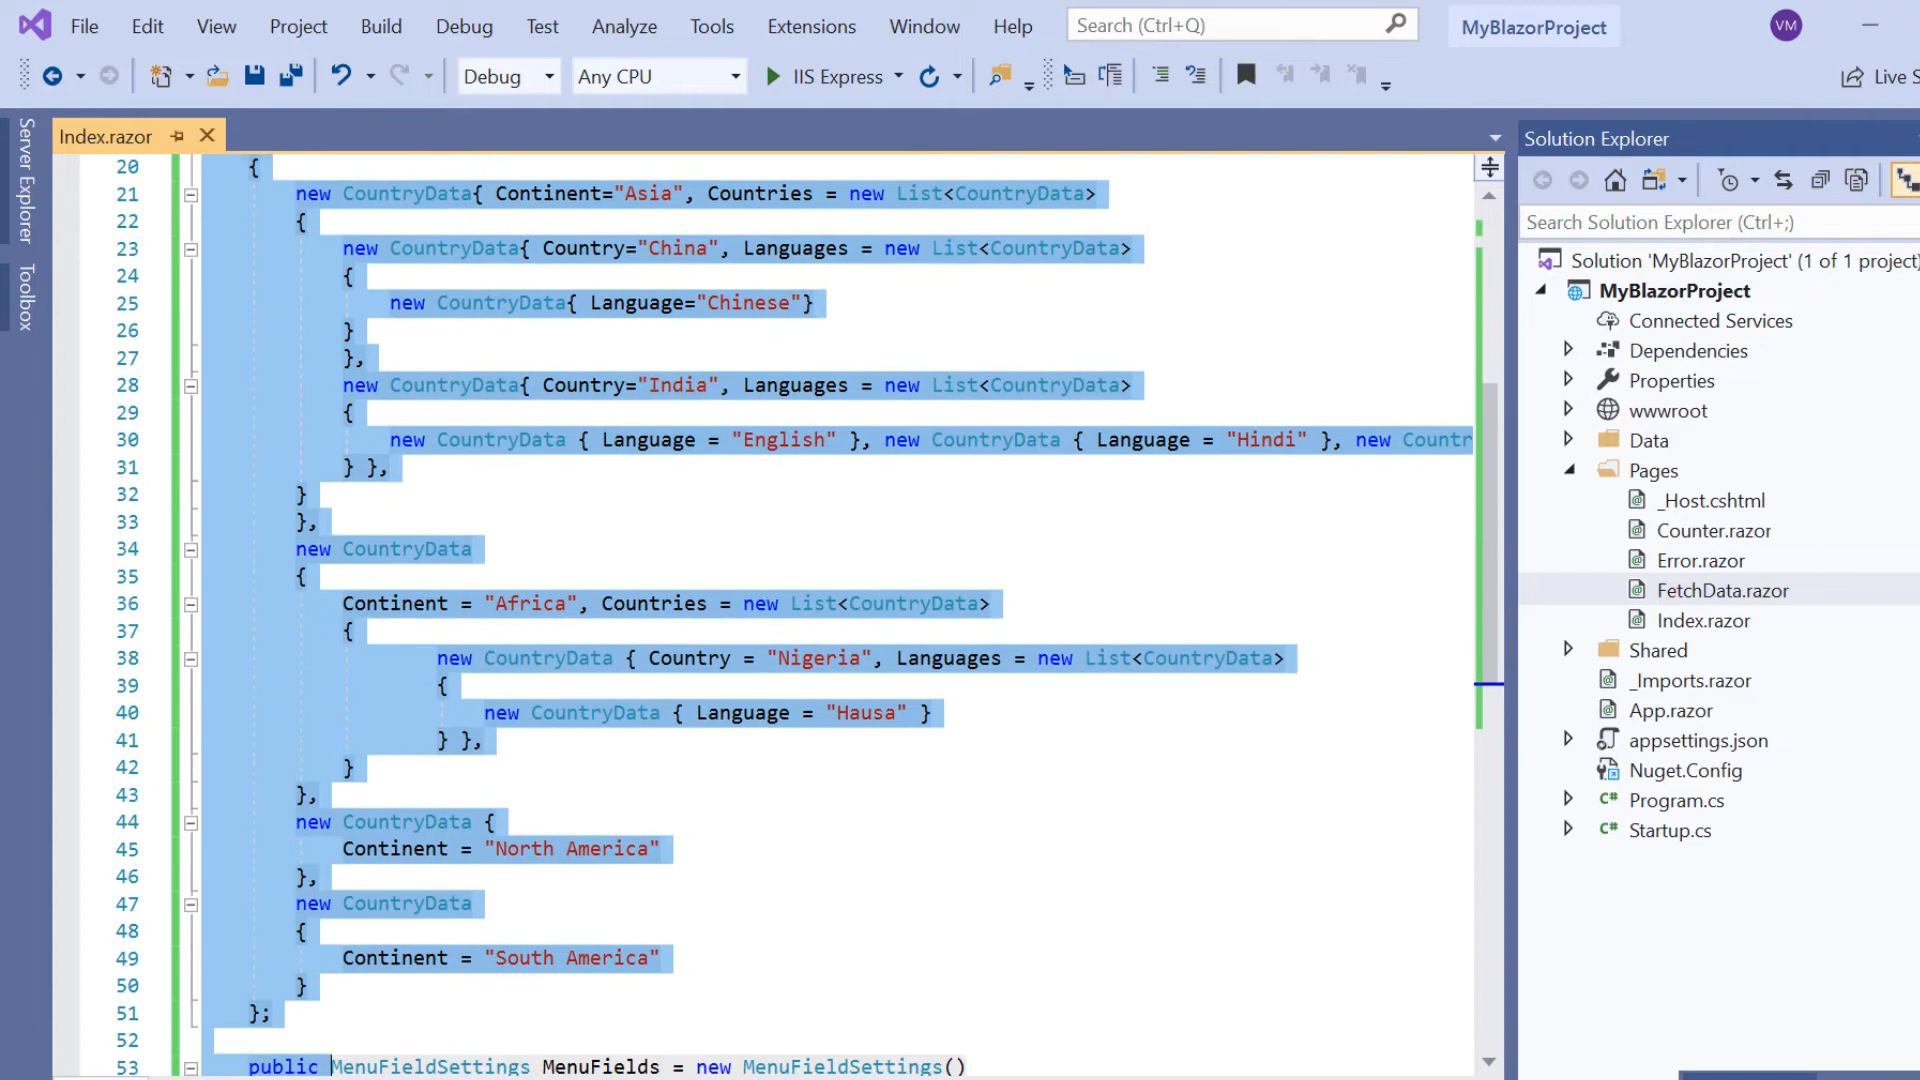 File Edit View Project Build Debug Test Analyze Tools Extensions Window Help Search (Ctrl+Q) MyBlazorProject VM
Debug Any CPU IIS Express Live S
Server Explorer
Toolbox
Index.razor
20 {
21 new CountryData{ Continent="Asia", Countries = new List<CountryData>
22 {
23 new CountryData{ Country="China", Languages = new List<CountryData>
24 {
25 new CountryData{ Language="Chinese"}
26 }
27 },
28 new CountryData{ Country="India", Languages = new List<CountryData>
29 {
30 new CountryData { Language = "English" }, new CountryData { Language = "Hindi" }, new Countr
31 } },
32 }
33 },
34 new CountryData
35 {
36 Continent = "Africa", Countries = new List<CountryData>
37 {
38 new CountryData { Country = "Nigeria", Languages = new List<CountryData>
39 {
40 new CountryData { Language = "Hausa" }
41 } },
42 }
43 },
44 new CountryData {
45 Continent = "North America"
46 },
47 new CountryData
48 {
49 Continent = "South America"
50 }
51 };
52
53 public MenuFieldSettings MenuFields = new MenuFieldSettings()
Solution Explorer
Search Solution Explorer (Ctrl+;)
Solution 'MyBlazorProject' (1 of 1 project)
MyBlazorProject
Connected Services
Dependencies
Properties
wwwroot
Data
Pages
_Host.cshtml
Counter.razor
Error.razor
FetchData.razor
Index.razor
Shared
_Imports.razor
App.razor
appsettings.json
Nuget.Config
C# Program.cs
C# Startup.cs